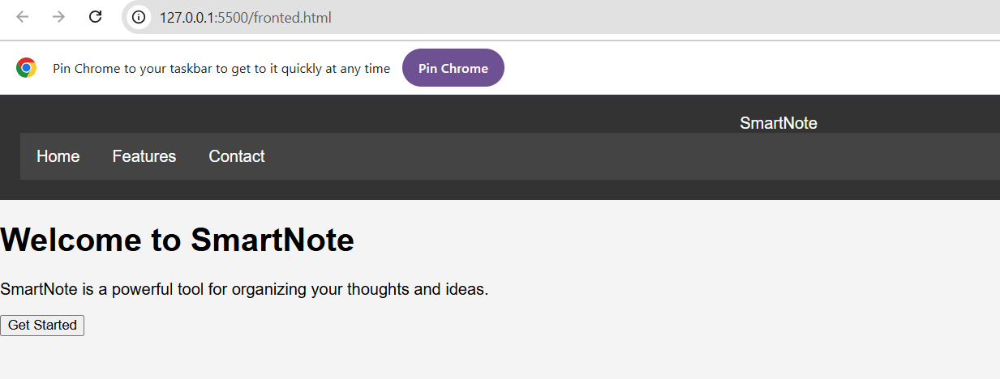 127.0.0.1:5500/fronted.html
Pin Chrome to your taskbar to get to it quickly at any time Pin Chrome
SmartNote
Home Features Contact
Welcome to SmartNote
SmartNote is a powerful tool for organizing your thoughts and ideas.
Get Started